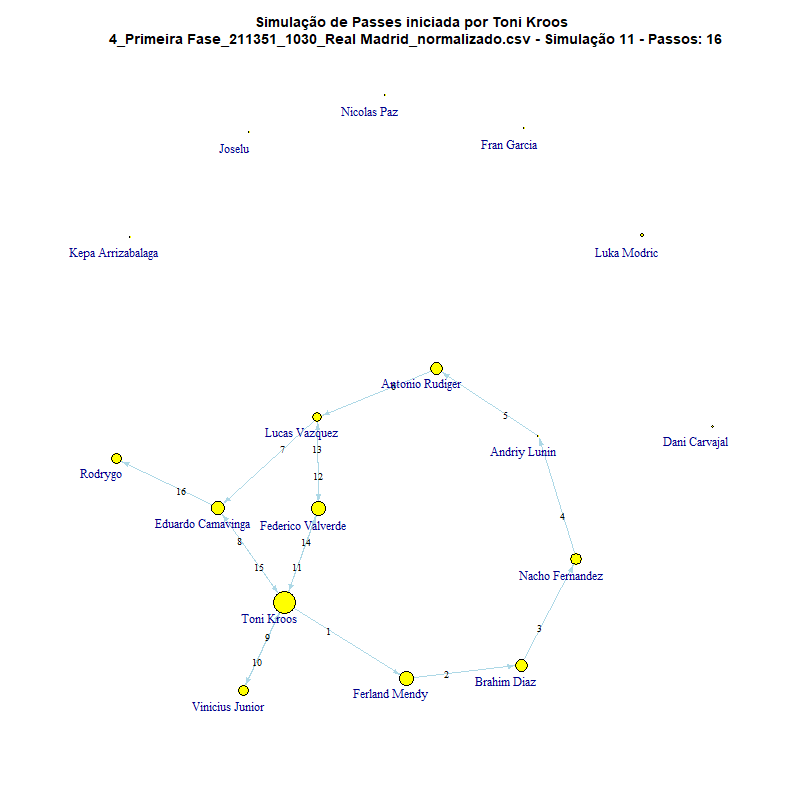 Simulação de Passes iniciada por Toni Kroos
4_Primeira Fase_211351_1030_Real Madrid_normalizado.csv - Simulação 11 - Passos: 16
Nicolas Paz
Joselu
Fran Garcia
Kepa Arrizabalaga
Luka Modric
Antonio Rudiger
6
5
Lucas Vazquez
Dani Carvajal
7
13
Andriy Lunin
Rodrygo
12
16
Eduardo Camavinga
Federico Valverde
4
8
14
15
11
Nacho Fernandez
Toni Kroos
1
3
9
10
2
Ferland Mendy
Brahim Diaz
Vinicius Junior